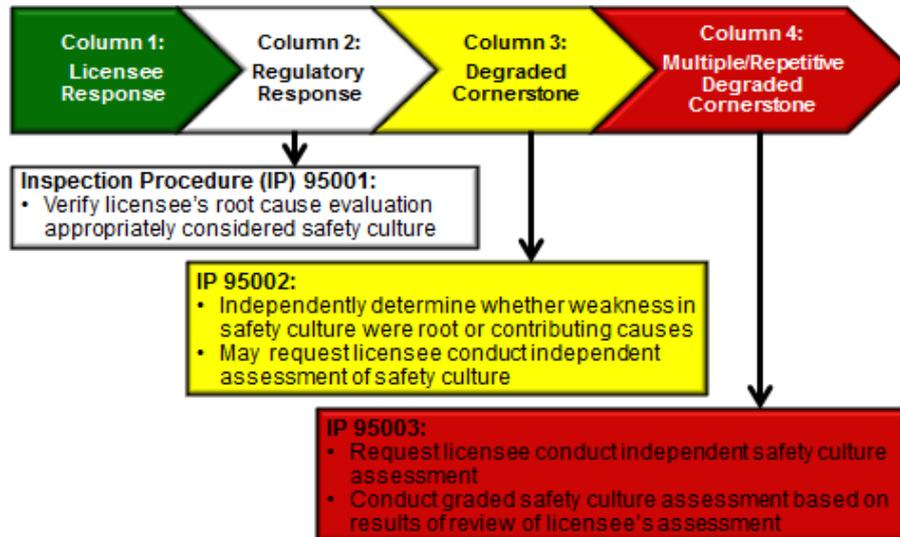 Column 1:
Licensee
Response
Column 2:
Regulatory
Response
Column 3:
Degraded
Cornerstone
Column 4:
Multiple/Repetitive
Degraded
Cornerstone
Inspection Procedure (IP) 95001:
• Verify licensee's root cause evaluation
appropriately considered safety culture
IP 95002:
• Independently determine whether weakness in
safety culture were root or contributing causes
• May request licensee conduct independent
assessment of safety culture
IP 95003:
• Request licensee conduct independent safety culture
assessment
• Conduct graded safety culture assessment based on
results of review of licensee's assessment